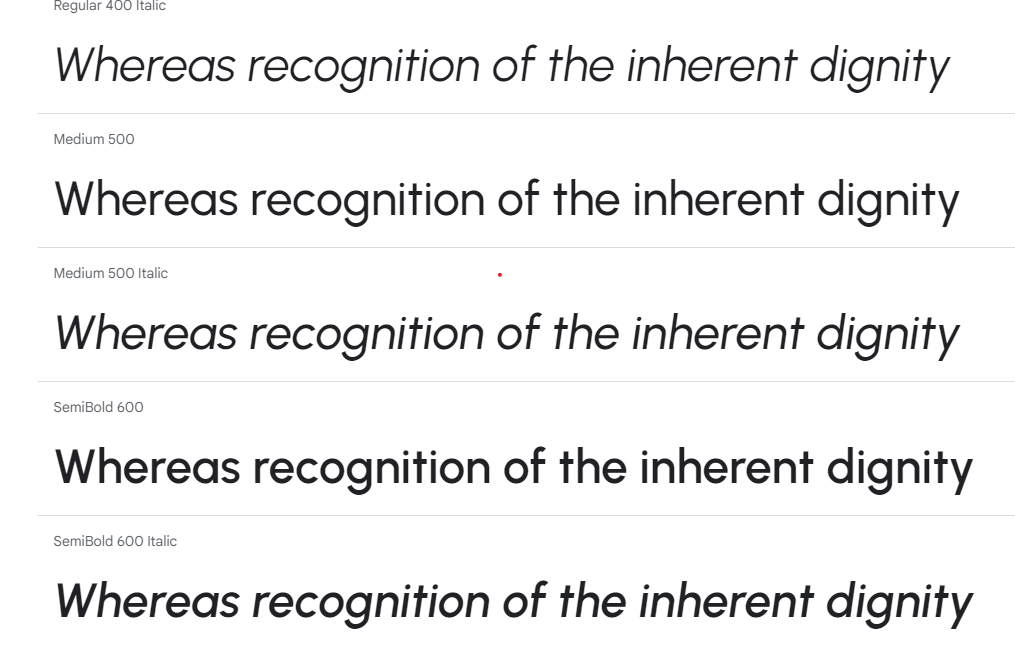 Regular 400 Italic
Whereas recognition of the inherent dignity
Medium 500
Whereas recognition of the inherent dignity
Medium 500 Italic
Whereas recognition of the inherent dignity
SemiBold 600
Whereas recognition of the inherent dignity
SemiBold 600 Italic
Whereas recognition of the inherent dignity